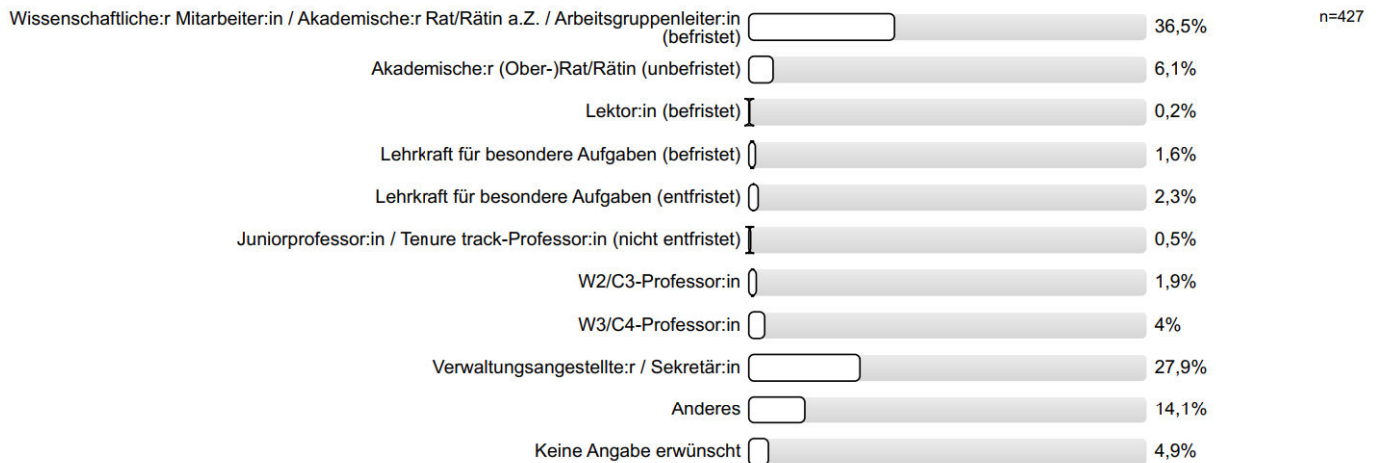 Wissenschaftliche:r Mitarbeiter:in / Akademische:r Rat/Rätin a.Z. / Arbeitsgruppenleiter:in
(befristet) 36,5% n=427
Akademische:r (Ober-)Rat/Rätin (unbefristet) 6,1%
Lektor:in (befristet) 0,2%
Lehrkraft für besondere Aufgaben (befristet) 1,6%
Lehrkraft für besondere Aufgaben (entfristet) 2,3%
Juniorprofessor:in / Tenure track-Professor:in (nicht entfristet) 0,5%
W2/C3-Professor:in 1,9%
W3/C4-Professor:in 4%
Verwaltungsangestellte:r / Sekretär:in 27,9%
Anderes 14,1%
Keine Angabe erwünscht 4,9%